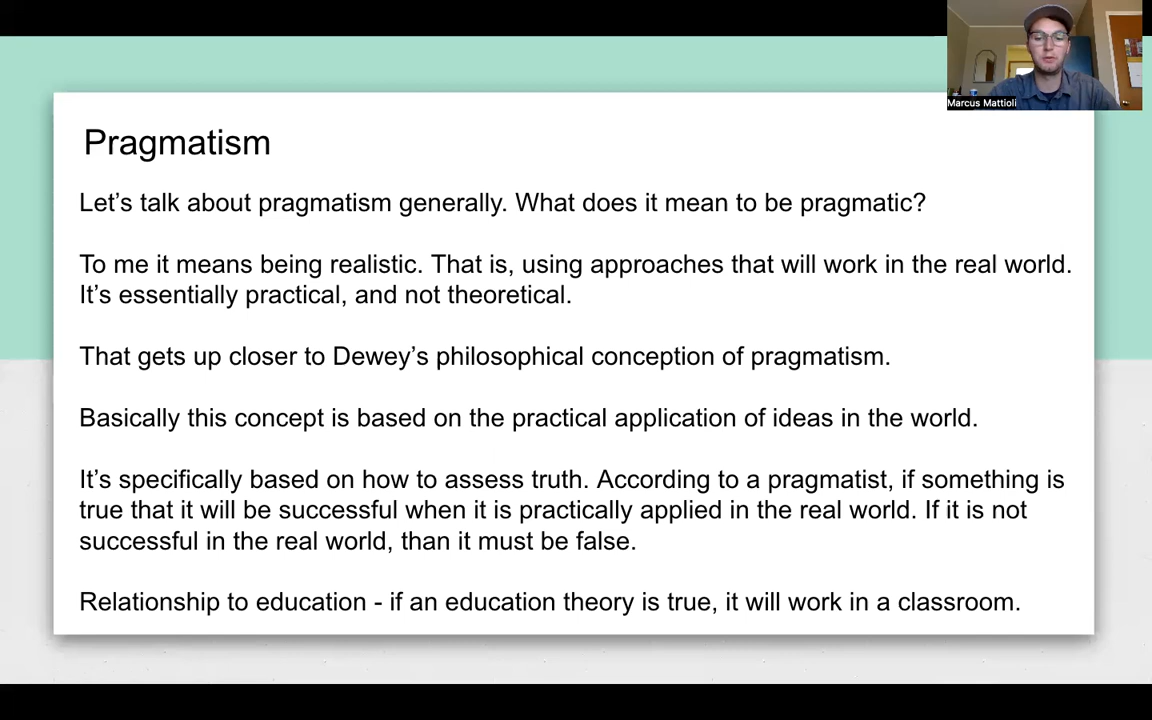 Marcus Mattioli
Pragmatism
Let’s talk about pragmatism generally. What does it mean to be pragmatic?
To me it means being realistic. That is, using approaches that will work in the real world.
It’s essentially practical, and not theoretical.
That gets up closer to Dewey’s philosophical conception of pragmatism.
Basically this concept is based on the practical application of ideas in the world.
It’s specifically based on how to assess truth. According to a pragmatist, if something is
true that it will be successful when it is practically applied in the real world. If it is not
successful in the real world, than it must be false.
Relationship to education - if an education theory is true, it will work in a classroom.